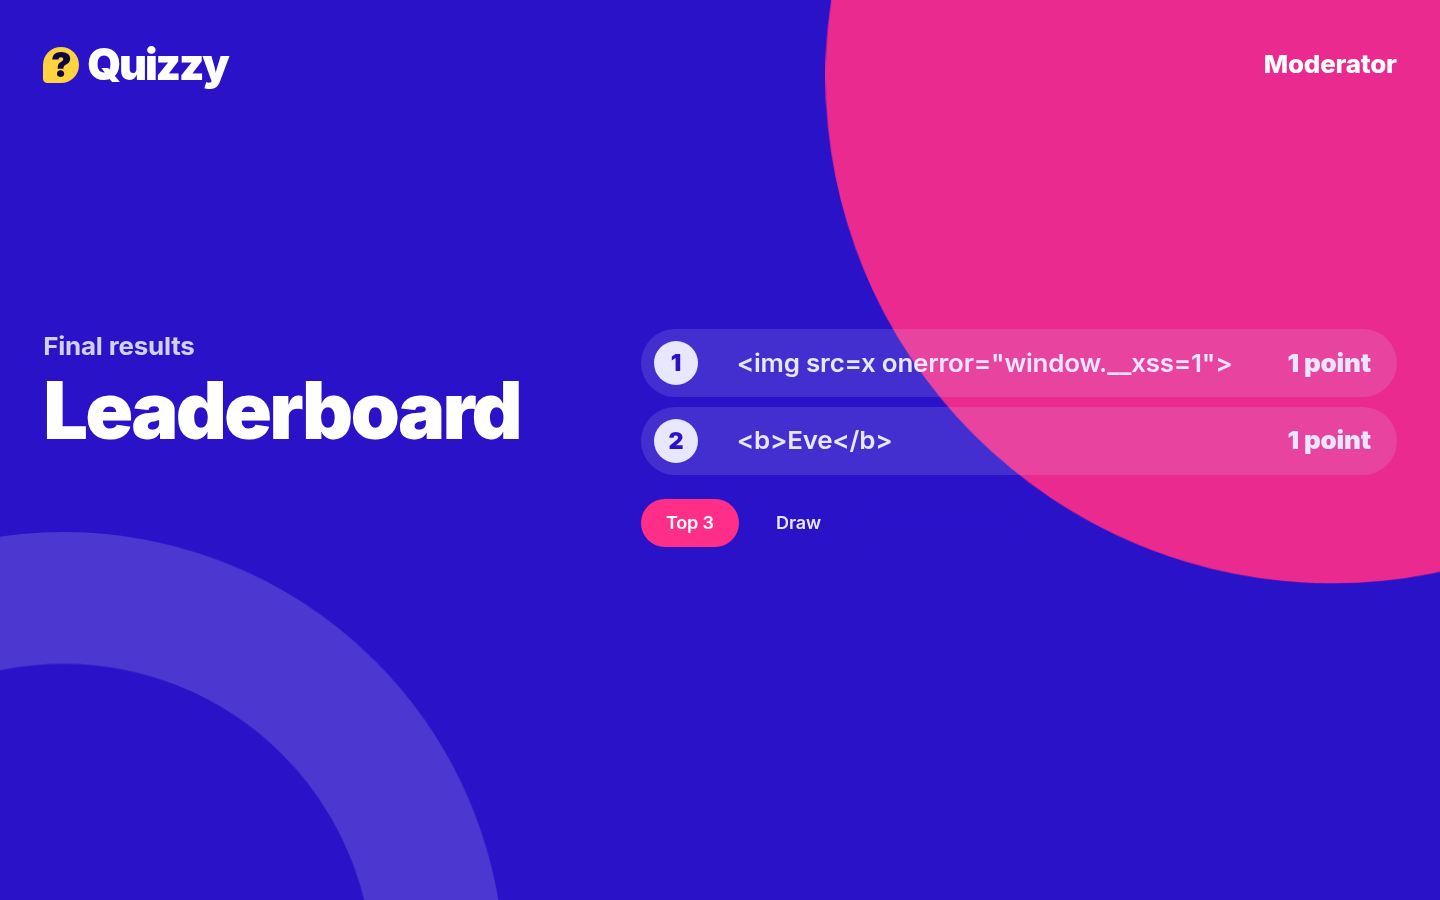 ? Quizzy
Moderator
Final results
Leaderboard
1 <img src=x onerror="window.__xss=1"> 1 point
2 <b>Eve</b> 1 point
Top 3 Draw